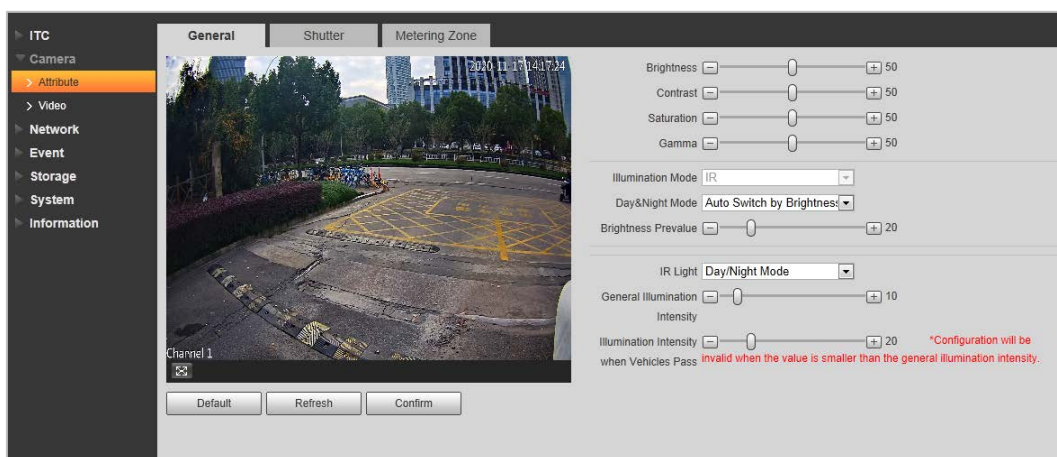 ITC
Camera
Attribute
Video
Network
Event
Storage
System
Information
General
Shutter
Metering Zone
2020-11-17 14:17:24
Channel 1
Default
Refresh
Confirm
Brightness 50
Contrast 50
Saturation 50
Gamma 50
Illumination Mode IR
Day&Night Mode Auto Switch by Brightness
Brightness Prevalue 20
IR Light Day/Night Mode
General Illumination 10
Intensity
Illumination Intensity 20 *Configuration will be
when Vehicles Pass invalid when the value is smaller than the general illumination intensity.